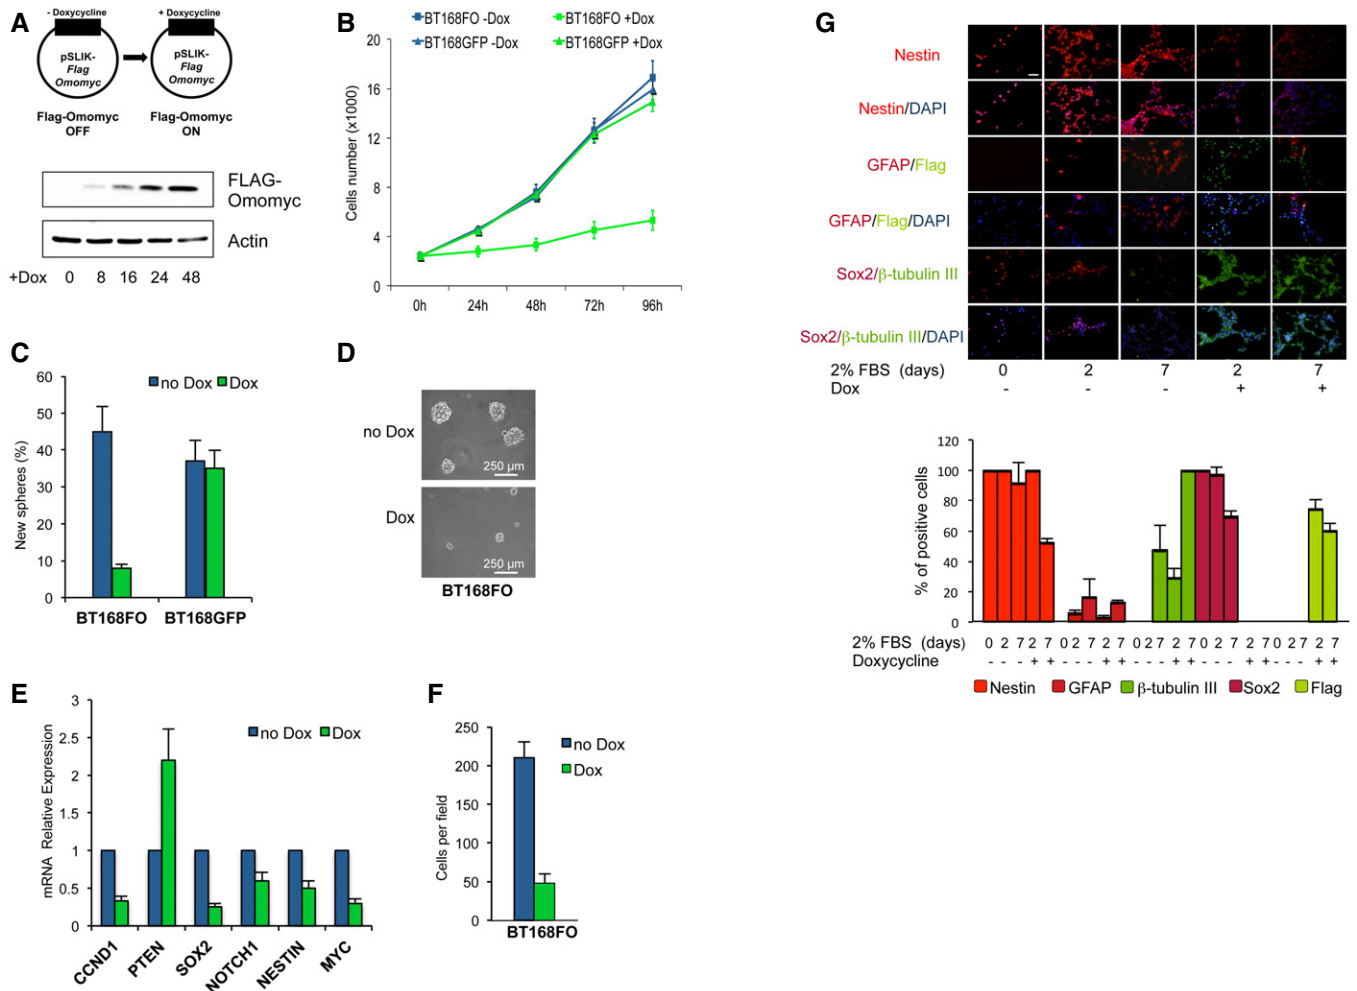 A
- Doxycycline
+ Doxycycline
pSLIK-
Flag
Omomyc
pSLIK-
Flag
Omomyc
Flag-Omomyc
OFF
Flag-Omomyc
ON
FLAG-
Omomyc
Actin
+Dox 0 8 16 24 48
B
BT168FO -Dox
BT168FO +Dox
BT168GFP -Dox
BT168GFP +Dox
Cells number (x1000)
20
16
12
8
4
0
0h 24h 48h 72h 96h
C
no Dox Dox
New spheres (%)
60
50
40
30
20
10
0
BT168FO BT168GFP
D
no Dox
250 µm
Dox
250 µm
BT168FO
E
no Dox Dox
mRNA Relative Expression
3
2.5
2
1.5
1
0.5
0
CCND1 PTEN SOX2 NOTCH1 NESTIN MYC
F
no Dox
Dox
Cells per field
250
200
150
100
50
0
BT168FO
G
Nestin
Nestin/DAPI
GFAP/Flag
GFAP/Flag/DAPI
Sox2/β-tubulin III
Sox2/β-tubulin III/DAPI
2% FBS (days) 0 2 7 2 7
Dox - - - + +
% of positive cells
120
100
80
60
40
20
0
2% FBS (days) 0 2 7 2 7 0 2 7 2 7 0 2 7 2 7 0 2 7 2 7 0 2 7 2 7
Doxycycline - - - + + - - - + + - - - + + - - - + + - - - + +
Nestin GFAP β-tubulin III Sox2 Flag